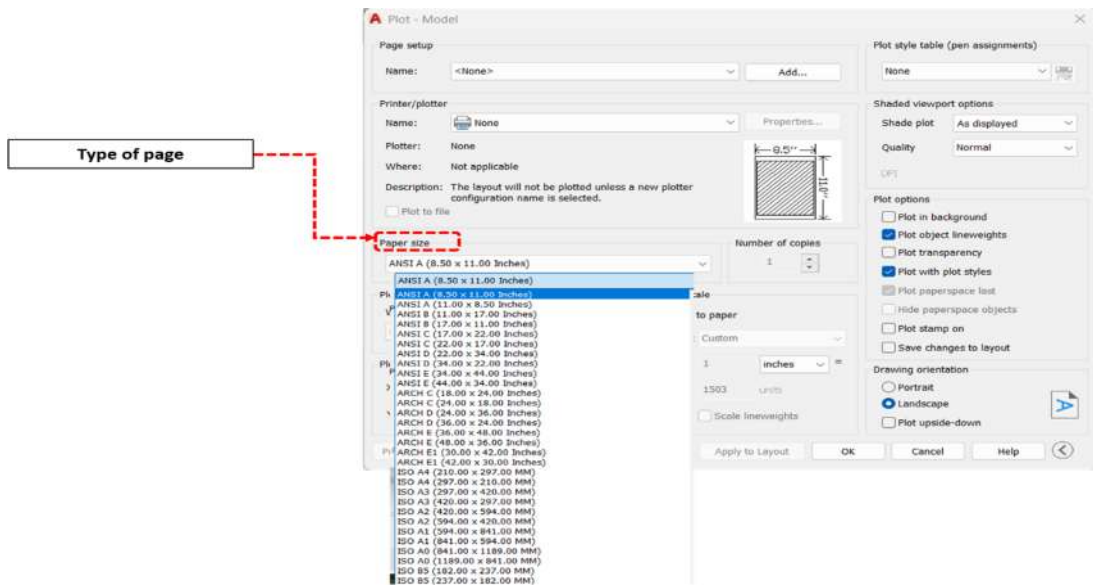 A Plot - Model
Page setup
Name: <None> Add...
Plot style table (pen assignments)
None
Printer/plotter
Name: None Properties...
Plotter: None
Where: Not applicable
Description: The layout will not be plotted unless a new plotter
configuration name is selected.
Plot to file
8.5''
11.0''
Shaded viewport options
Shade plot As displayed
Quality Normal
DPI
Type of page
Paper size
ANSI A (8.50 x 11.00 Inches)
Number of copies
1
Plot options
Plot in background
Plot object lineweights
Plot transparency
Plot with plot styles
Plot paperspace last
Hide paperspace objects
Plot stamp on
Save changes to layout
ANSI A (8.50 x 11.00 Inches)
ANSI A (8.50 x 11.00 Inches)
ANSI A (11.00 x 8.50 Inches)
ANSI B (11.00 x 17.00 Inches)
ANSI B (17.00 x 11.00 Inches)
ANSI C (17.00 x 22.00 Inches)
ANSI C (22.00 x 17.00 Inches)
ANSI D (22.00 x 34.00 Inches)
ANSI D (34.00 x 22.00 Inches)
ANSI E (34.00 x 44.00 Inches)
ANSI E (44.00 x 34.00 Inches)
ARCH C (18.00 x 24.00 Inches)
ARCH C (24.00 x 18.00 Inches)
ARCH D (24.00 x 36.00 Inches)
ARCH D (36.00 x 24.00 Inches)
ARCH E (36.00 x 48.00 Inches)
ARCH E (48.00 x 36.00 Inches)
ARCH E1 (30.00 x 42.00 Inches)
ARCH E1 (42.00 x 30.00 Inches)
ISO A4 (210.00 x 297.00 MM)
ISO A4 (297.00 x 210.00 MM)
ISO A3 (297.00 x 420.00 MM)
ISO A3 (420.00 x 297.00 MM)
ISO A2 (420.00 x 594.00 MM)
ISO A2 (594.00 x 420.00 MM)
ISO A1 (594.00 x 841.00 MM)
ISO A1 (841.00 x 594.00 MM)
ISO A0 (841.00 x 1189.00 MM)
ISO A0 (1189.00 x 841.00 MM)
ISO B5 (182.00 x 237.00 MM)
ISO B5 (237.00 x 182.00 MM)
to paper
Custom
1 inches =
1503 units
Scale lineweights
Drawing orientation
Portrait
Landscape
Plot upside-down
A
Apply to Layout OK Cancel Help